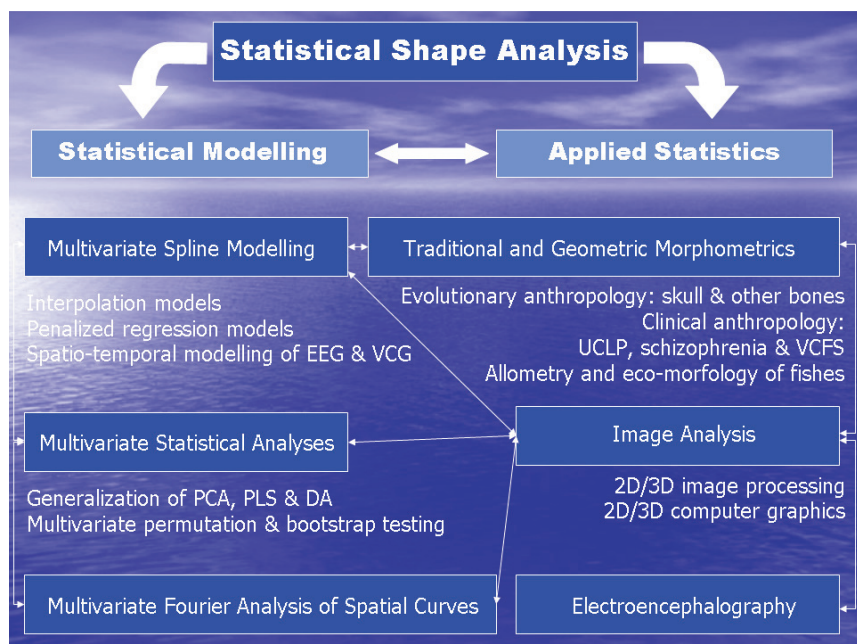 Statistical Shape Analysis
Statistical Modelling
Applied Statistics
Multivariate Spline Modelling
Traditional and Geometric Morphometrics
Interpolation models
Penalized regression models
Spatio-temporal modelling of EEG & VCG
Evolutionary anthropology: skull & other bones
Clinical anthropology:
UCLP, schizophrenia & VCFS
Allometry and eco-morfology of fishes
Multivariate Statistical Analyses
Image Analysis
Generalization of PCA, PLS & DA
Multivariate permutation & bootstrap testing
2D/3D image processing
2D/3D computer graphics
Multivariate Fourier Analysis of Spatial Curves
Electroencephalography